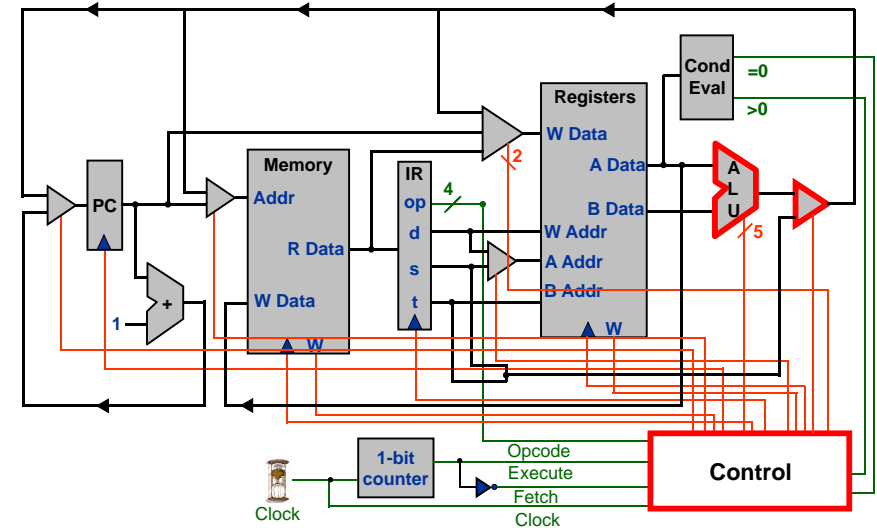 Cond
Eval
=0
>0
Registers
W Data
2
A Data
B Data
W Addr
A Addr
B Addr
W
A
L
U
5
Memory
Addr
R Data
W Data
W
IR
op
4
d
s
t
PC
+
1
1-bit
counter
Clock
Opcode
Execute
Fetch
Clock
Control